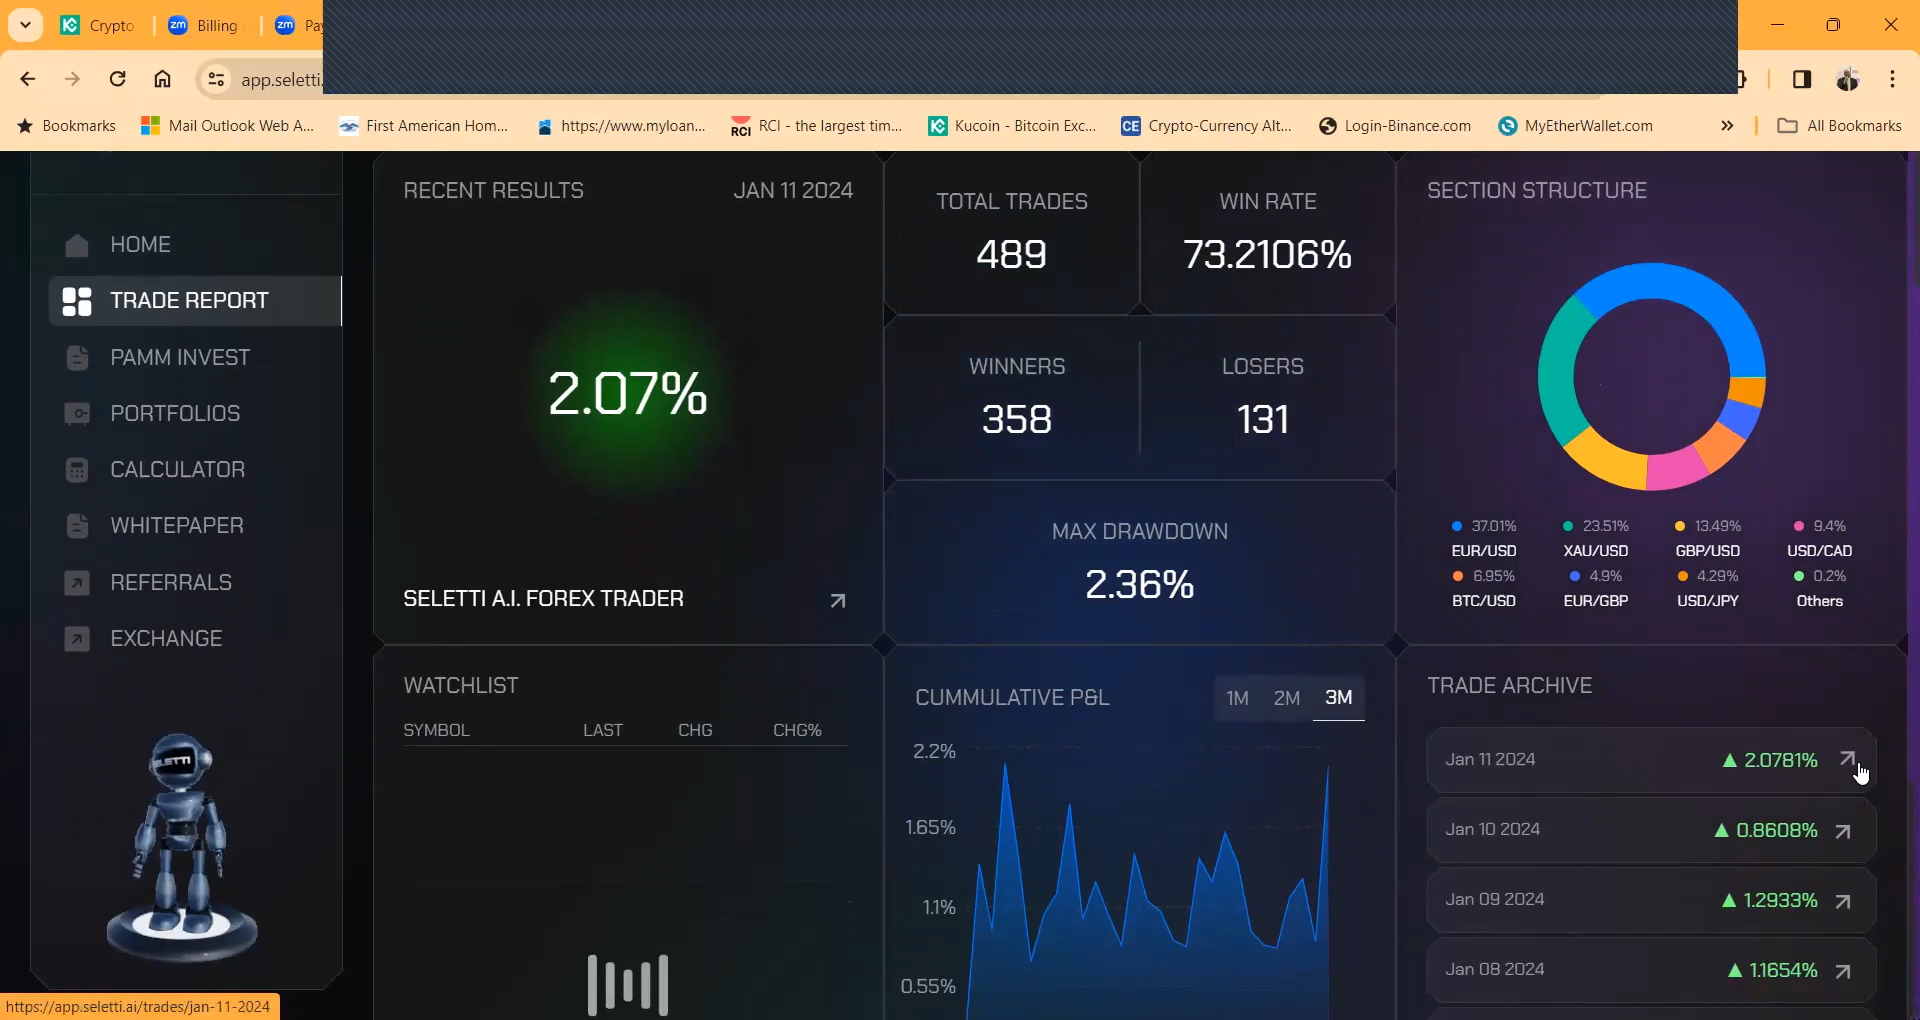 Crypto
Billing
zm
zm
Pay
app.seletti.
Bookmarks
Mail Outlook Web A...
First American Hom...
https://www.myloan...
RCI
RCI - the largest tim...
Kucoin - Bitcoin Exc...
CE
Crypto-Currency Alt...
Login-Binance.com
MyEtherWallet.com
»
All Bookmarks
HOME
TRADE REPORT
PAMM INVEST
PORTFOLIOS
CALCULATOR
WHITEPAPER
REFERRALS
EXCHANGE
SELETTI
RECENT RESULTS
JAN 11 2024
2.07%
SELETTI A.I. FOREX TRADER
TOTAL TRADES
489
WIN RATE
73.2106%
WINNERS
358
LOSERS
131
MAX DRAWDOWN
2.36%
SECTION STRUCTURE
37.01%
EUR/USD
23.51%
XAU/USD
13.49%
GBP/USD
9.4%
USD/CAD
6.95%
BTC/USD
4.9%
EUR/GBP
4.29%
USD/JPY
0.2%
Others
WATCHLIST
SYMBOL LAST CHG CHG%
CUMMULATIVE P&L
1M 2M 3M
2.2%
1.65%
1.1%
0.55%
TRADE ARCHIVE
Jan 11 2024 ▲ 2.0781%
Jan 10 2024 ▲ 0.8608%
Jan 09 2024 ▲ 1.2933%
Jan 08 2024 ▲ 1.1654%
https://app.seletti.ai/trades/jan-11-2024